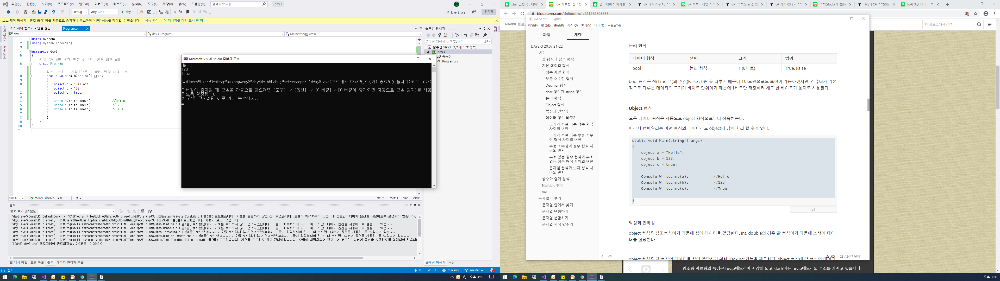 파일(F) 편집(E) 보기(V) 프로젝트(P) 빌드(B) 디버그(D) 테스트(S) 분석(N) 도구(T) 확장(X) 창(W) 도움말(H) 검색 (Ctrl+Q) day3
Debug Any CPU day3 Live Share 관리자
'소스 제어 탐색기 - 연결 끊김' 창을 자동으로 숨기거나 축소하여 '시작' 성능을 향상할 수 있습니다. 성능 관리 이 메시지를 다시 표시 안 함
서버 탐색기
도구 상자
소스 제어 탐색기 - 연결 끊김 Program.cs
day3 day3.Program Main(string[] args)
1 using System;
2 using System.Threading;
3
4 namespace day3
5 {
참조 0개|0번 변경|만든 이 0명, 변경 내용 0개
6 class Program
7 {
참조 0개|0번 변경|만든 이 0명, 변경 내용 0개
8 static void Main(string[] args)
9 {
10 object a = "Hello";
11 object b = 123;
12 object c = true;
13
14 Console.WriteLine(a); //Hello
15 Console.WriteLine(b); //123
16 Console.WriteLine(c); //True
17
18 }
19 }
20 }
21
100 % 문제가 검색되지 않음 줄: 21 문자: 1 SPC CRLF
Microsoft Visual Studio 디버그 콘솔
Hello
123
True
C:\Users\User\Desktop\mskang\day3\day3\bin\Debug\netcoreapp3.1\day3.exe(프로세스 9848개)이(가) 종료되었습니다(코드: 0개)
디버깅이 중지될 때 콘솔을 자동으로 닫으려면 [도구] -> [옵션] -> [디버깅] > [디버깅이 중지되면 자동으로 콘솔 닫기]를 사용
하도록 설정합니다.
이 창을 닫으려면 아무 키나 누르세요...
솔루션 탐색기
솔루션 탐색기 검색(Ctrl+;)
솔루션 'day3' (1/1개 프로젝트)
day3
종속성
Program.cs
솔루션 탐색기 속성
출력
출력 보기 선택(S): 디버그
'day3.exe'(CoreCLR: DefaultDomain): 'C:\Program Files\dotnet\shared\Microsoft.NETCore.App\3.1.6\System.Private.CoreLib.dll'을(를) 로드했습니다. 기호를 로드하지 않고 건너뛰었습니다. 모듈이 최적화되어 있고 '내 코드만' 디버거 옵션을 사용하도록 설정되어 있습니다.
'day3.exe'(CoreCLR: clrhost): 'C:\Users\User\Desktop\mskang\day3\day3\bin\Debug\netcoreapp3.1\day3.dll'을(를) 로드했습니다. 기호가 로드되었습니다.
'day3.exe'(CoreCLR: clrhost): 'C:\Program Files\dotnet\shared\Microsoft.NETCore.App\3.1.6\System.Runtime.dll'을(를) 로드했습니다. 기호를 로드하지 않고 건너뛰었습니다. 모듈이 최적화되어 있고 '내 코드만' 디버거 옵션을 사용하도록 설정되어 있습니다.
'day3.exe'(CoreCLR: clrhost): 'C:\Program Files\dotnet\shared\Microsoft.NETCore.App\3.1.6\System.Console.dll'을(를) 로드했습니다. 기호를 로드하지 않고 건너뛰었습니다. 모듈이 최적화되어 있고 '내 코드만' 디버거 옵션을 사용하도록 설정되어 있습니다.
'day3.exe'(CoreCLR: clrhost): 'C:\Program Files\dotnet\shared\Microsoft.NETCore.App\3.1.6\System.Threading.dll'을(를) 로드했습니다. 기호를 로드하지 않고 건너뛰었습니다. 모듈이 최적화되어 있고 '내 코드만' 디버거 옵션을 사용하도록 설정되어 있습니다.
'day3.exe'(CoreCLR: clrhost): 'C:\Program Files\dotnet\shared\Microsoft.NETCore.App\3.1.6\System.Runtime.Extensions.dll'을(를) 로드했습니다. 기호를 로드하지 않고 건너뛰었습니다. 모듈이 최적화되어 있고 '내 코드만' 디버거 옵션을 사용하도록 설정되어 있습니다.
'day3.exe'(CoreCLR: clrhost): 'C:\Program Files\dotnet\shared\Microsoft.NETCore.App\3.1.6\System.Text.Encoding.Extensions.dll'을(를) 로드했습니다. 기호를 로드하지 않고 건너뛰었습니다. 모듈이 최적화되어 있고 '내 코드만' 디버거 옵션을 사용하도록 설정되어 있습니다
'[9848] day3.exe' 프로그램이 종료되었습니다(코드: 0 (0x0)).
웹 게시 작업 오류 목록 출력 패키지 관리자 콘솔
준비 0 63 mskang master 2
A 오후 3:50
char 값형식 : 네이 [C#]자료형: 참조형 인터페이스 예제들 C# 메모리구조, 스 C# 프로그래밍 스 C#) 스택(Stack), 힙 c# 기초 03.2 - 스택 스택(stack)과 힙(he [.NET] C# 스택(Sta [C#] 3장 데이터 보
blog.naver.com/dnltjdghks1/221252305856
NAVER 블로그 이 블로그에서 검색
DAY2.md• - Typora
파일(F) 편집(E) 본문(P) 서식(O) 보기(V) 테마(T) 도움말(H)
파일 개략
DAY2-3 20.07.21-22
변수
값 형식과 참조 형식
기본 데이터 형식
정수 계열 형식
부동 소수점 형식
Decimal 형식
char 형식과 string 형식
논리 형식
Object 형식
박싱과 언박싱
데이터 형식 바꾸기
크기가 서로 다른 정수 형식
사이의 변환
크기가 서로 다른 부동 소수
점 형식 사이의 변환
부동 소수점과 정수 형식 사
이의 변환
부호 있는 정수 형식과 부호
없는 정수 형식 사이의 변환
문자열 형식과 숫자 형식 사
이의 변환
상수와 열거 형식
Nullable 형식
Var
문자열 다루기
문자열 안에서 찾기
문자열 변형하기
문자열 분할하기
문자열 서식 맞추기
논리 형식
데이터 형식 설명 크기 범위
bool 논리 형식 1 (8비트) True, False
bool 형식은 참(True : 1)과 거짓(False : 0)만을 다루기 때문에 1비트만으로도 표현이 가능하겠지만, 컴퓨터가 기본
적으로 다루는 데이터의 크기가 바이트 단위이기 때문에 1비트만 저장하려 해도 한 바이트가 통재로 사용된다.
Object 형식
모든 데이터 형식은 자동으로 object 형식으로부터 상속받는다.
따라서 컴파일러는 어떤 형식의 데이터라도 object에 담아 처리 할 수가 있다.
static void Main(string[] args)
{
object a = "Hello";
object b = 123;
object c = true;
Console.WriteLine(a); //Hello
Console.WriteLine(b); //123
Console.WriteLine(c); //True
}
c#
박싱과 언박싱
object 형식은 참조형식이기 때문에 힙에 데이터를 할당한다. int, double의 경우 값 형식이기 때문애 스택에 데이
터를 할당한다.
object 형식은 값 형식의 데이터를 힙에 할당하기 위한 "Boxing"기능을 제공한다. object 형식에 값 형식의 데이터
KO 23 / 2447 단어
참조형 자료형의 특징은 heap메모리에 저장이 되고 stack에는 heap메모리의 주소를 가지고 있습니다.
오후 3:50